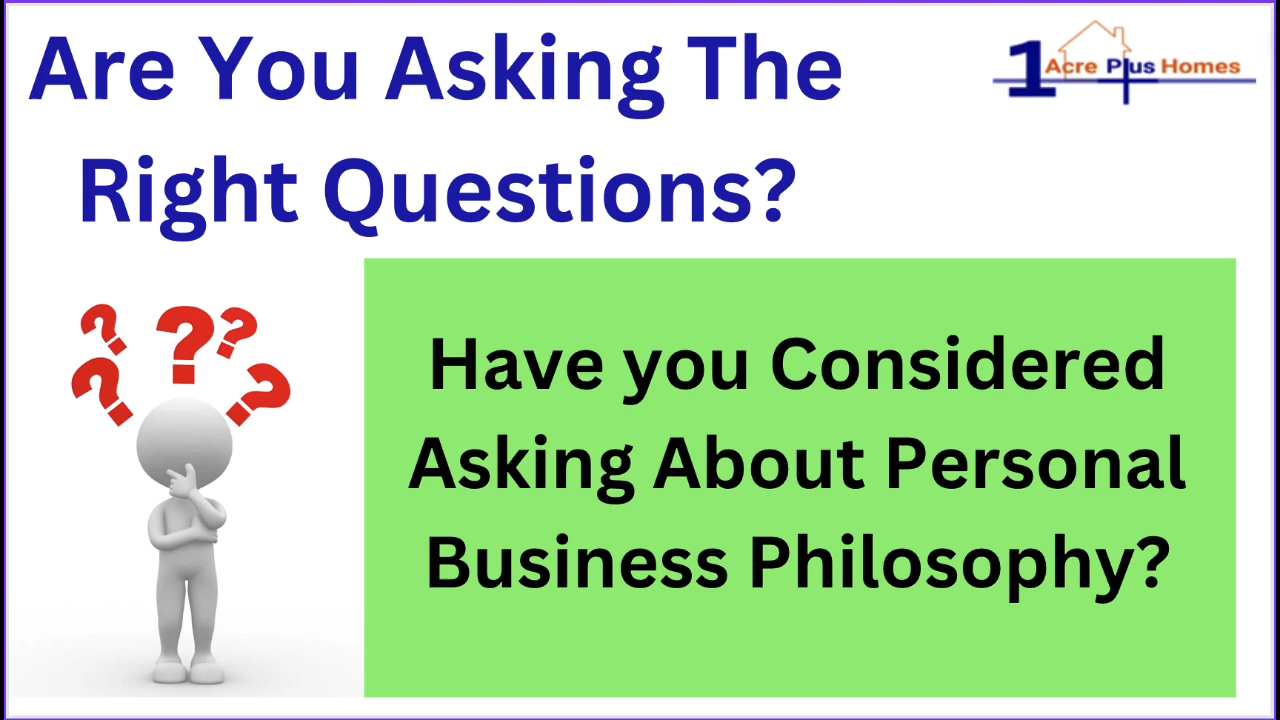 Are You Asking The
Right Questions?
1 Acre Plus Homes
? ? ? ? ?
Have you Considered
Asking About Personal
Business Philosophy?